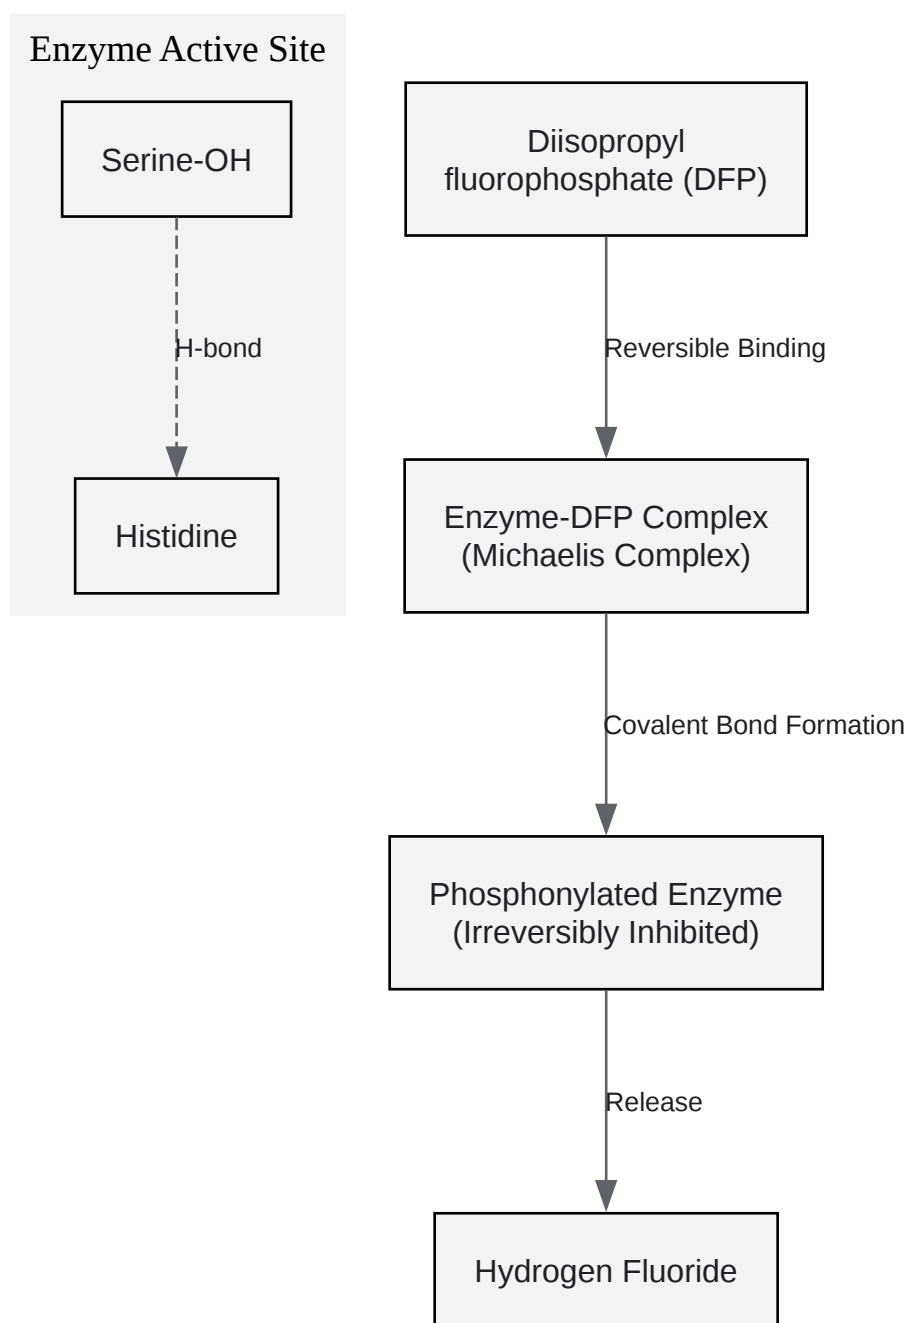 Enzyme Active Site
Serine-OH
H-bond
Histidine
Diisopropyl
fluorophosphate (DFP)
Reversible Binding
Enzyme-DFP Complex
(Michaelis Complex)
Covalent Bond Formation
Phosphonylated Enzyme
(Irreversibly Inhibited)
Release
Hydrogen Fluoride